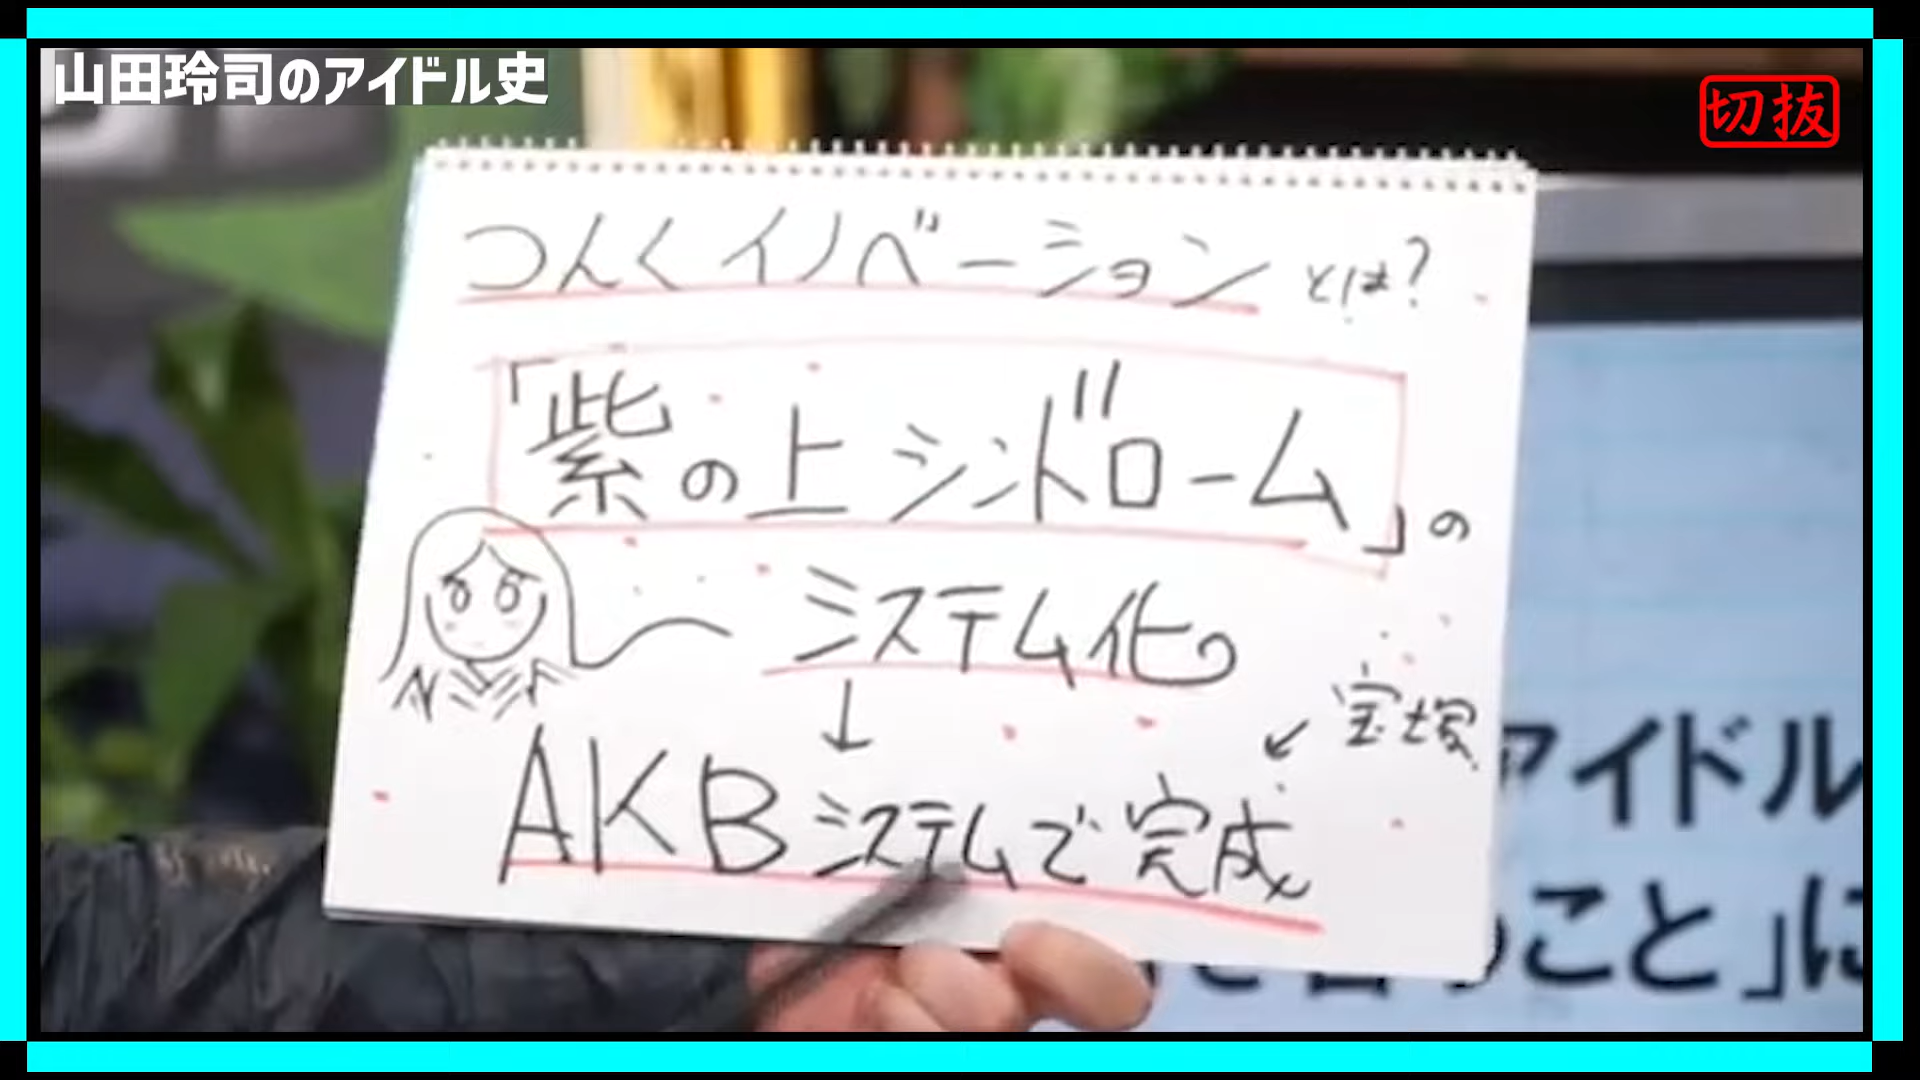 山田玲司のアイドル史
切抜
つんくイノベーションとは?
「紫の上シンドローム」の
システム化。
↓
↙宝塚
AKBシステムで完成
アイドル
こと」に